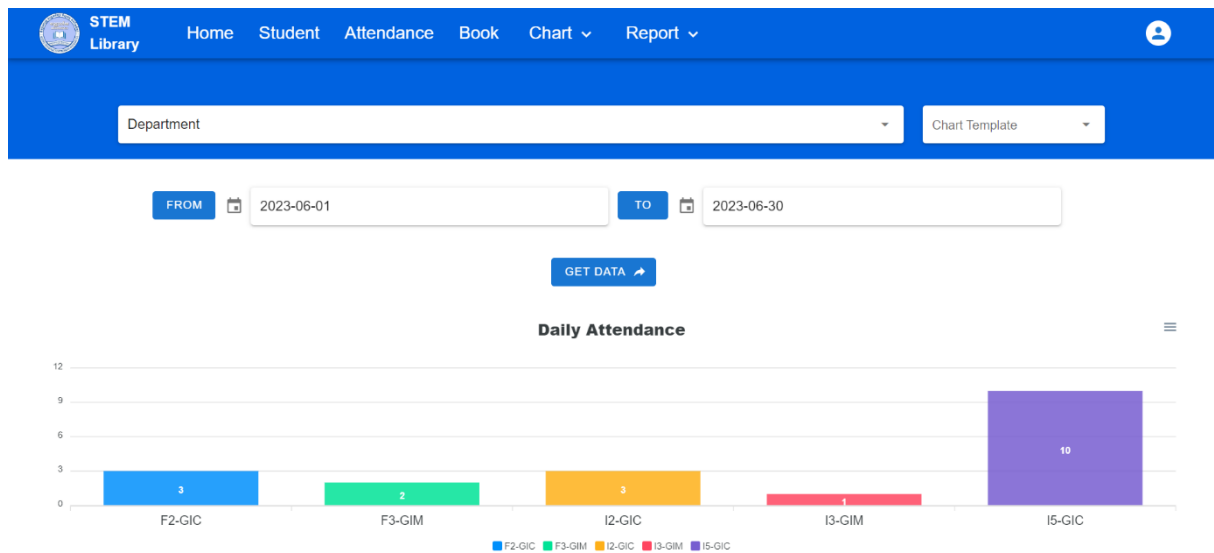 STEM
Library
Home Student Attendance Book Chart Report
Department
Chart Template
FROM 2023-06-01 TO 2023-06-30
GET DATA
Daily Attendance
12
9
6
3
0
3 2 3 1 10
F2-GIC F3-GIM I2-GIC I3-GIM I5-GIC
F2-GIC F3-GIM I2-GIC I3-GIM I5-GIC